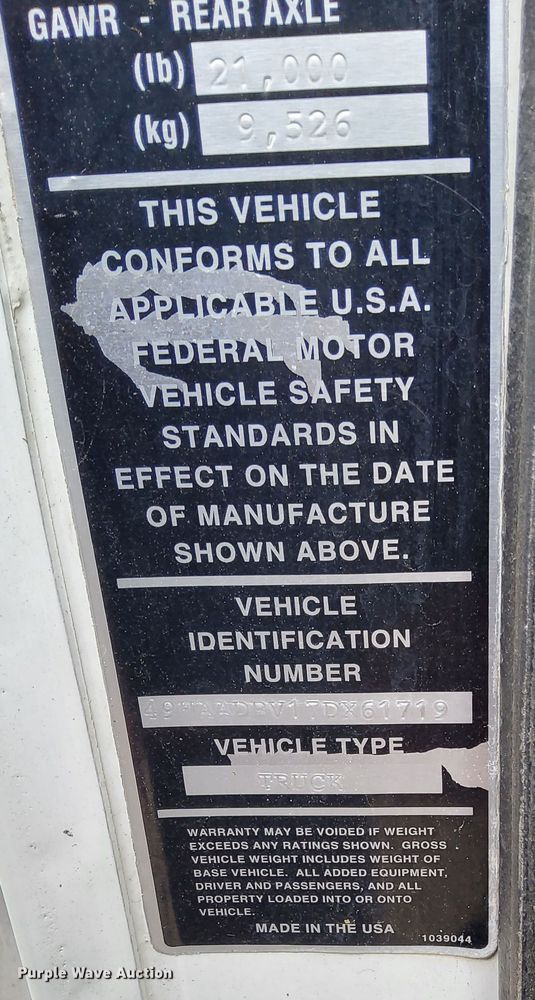 GAWR - REAR AXLE
(lb) 21,000
(kg) 9,526
THIS VEHICLE
CONFORMS TO ALL
APPLICABLE U.S.A.
FEDERAL MOTOR
VEHICLE SAFETY
STANDARDS IN
EFFECT ON THE DATE
OF MANUFACTURE
SHOWN ABOVE.
VEHICLE
IDENTIFICATION
NUMBER
49HAADBV17DX61719
VEHICLE TYPE
TRUCK
WARRANTY MAY BE VOIDED IF WEIGHT
EXCEEDS ANY RATINGS SHOWN. GROSS
VEHICLE WEIGHT INCLUDES WEIGHT OF
BASE VEHICLE. ALL ADDED EQUIPMENT,
DRIVER AND PASSENGERS, AND ALL
PROPERTY LOADED INTO OR ONTO
VEHICLE.
MADE IN THE USA
1039044
Purple Wave Auction